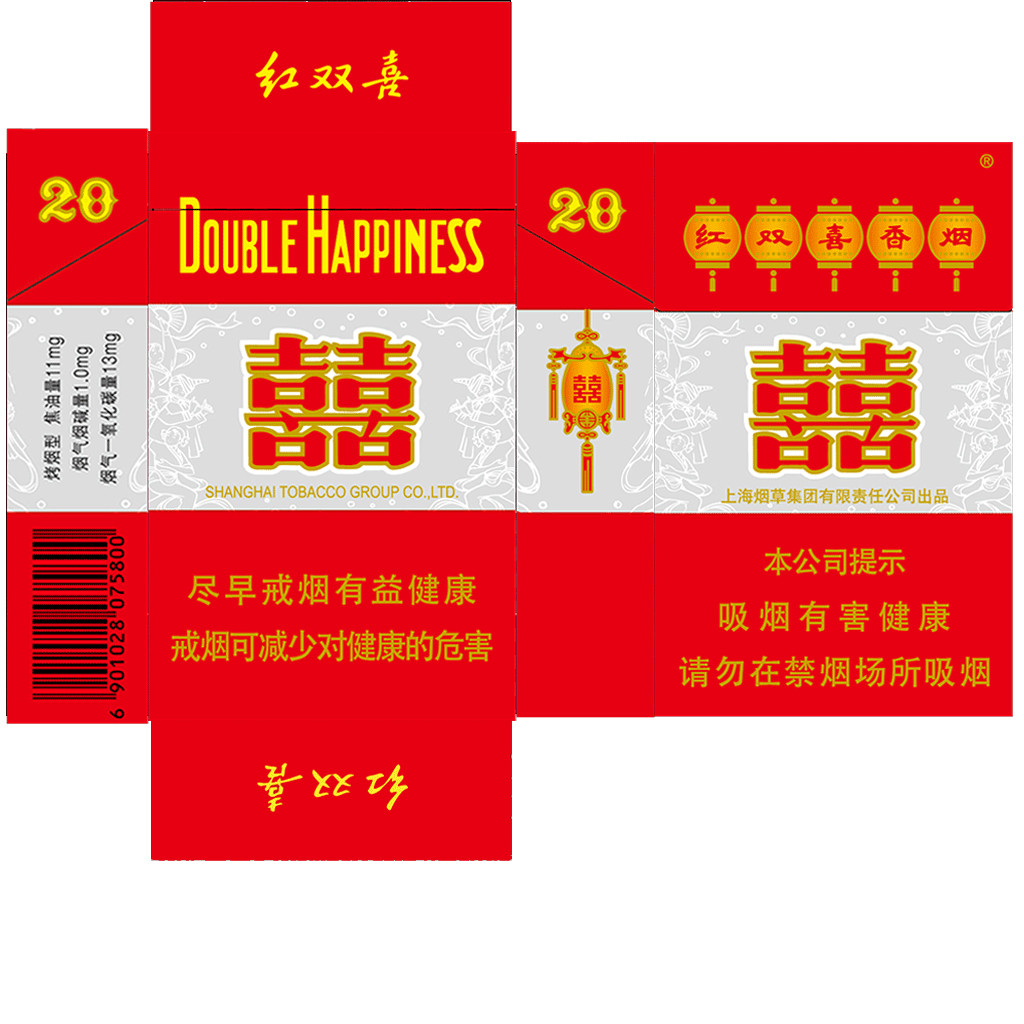 红双喜
20
DOUBLE HAPPINESS
20
®
红双喜香烟
烤烟型 焦油量11mg
烟气烟碱量1.0mg
烟气一氧化碳量13mg
囍
SHANGHAI TOBACCO GROUP CO.,LTD.
囍
囍
上海烟草集团有限责任公司出品
6 901028 075800
尽早戒烟有益健康
戒烟可减少对健康的危害
本公司提示
吸烟有害健康
请勿在禁烟场所吸烟
红双喜